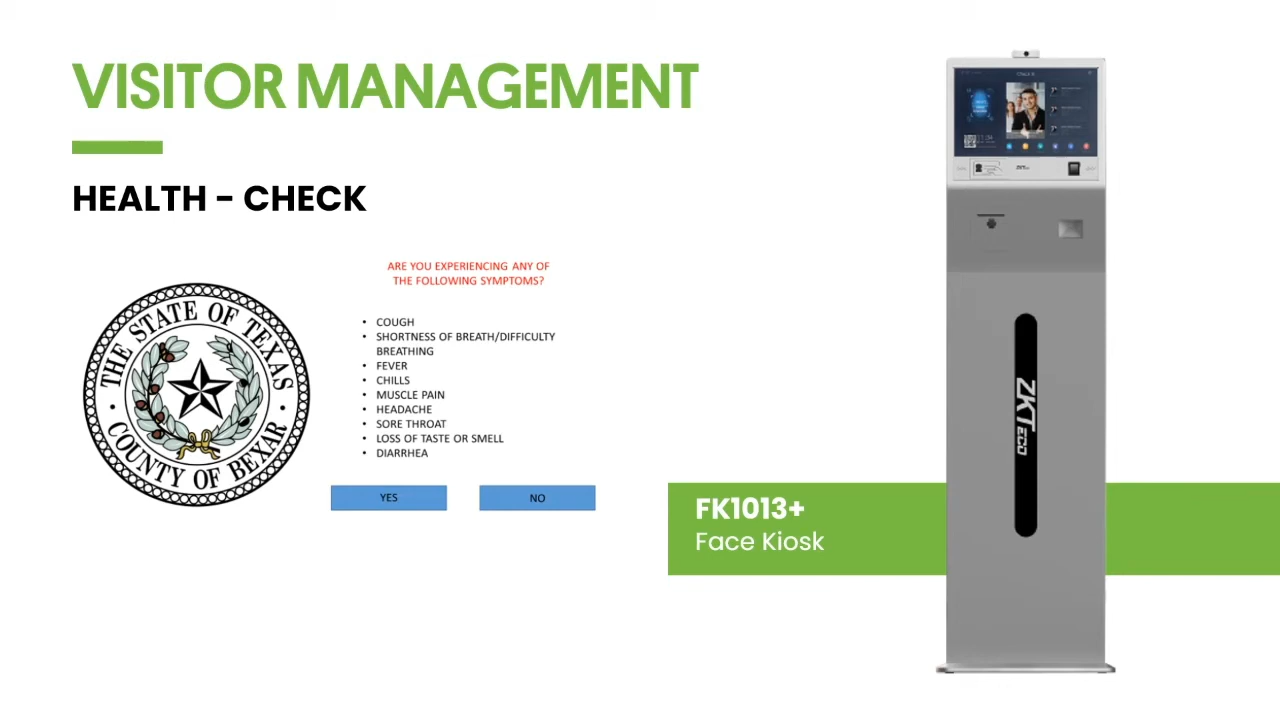 VISITOR MANAGEMENT
HEALTH - CHECK
THE STATE OF TEXAS
COUNTY OF BEXAR
ARE YOU EXPERIENCING ANY OF
THE FOLLOWING SYMPTOMS?
• COUGH
• SHORTNESS OF BREATH/DIFFICULTY
BREATHING
• FEVER
• CHILLS
• MUSCLE PAIN
• HEADACHE
• SORE THROAT
• LOSS OF TASTE OR SMELL
• DIARRHEA
YES
NO
FK1013+
Face Kiosk
ZKTeco